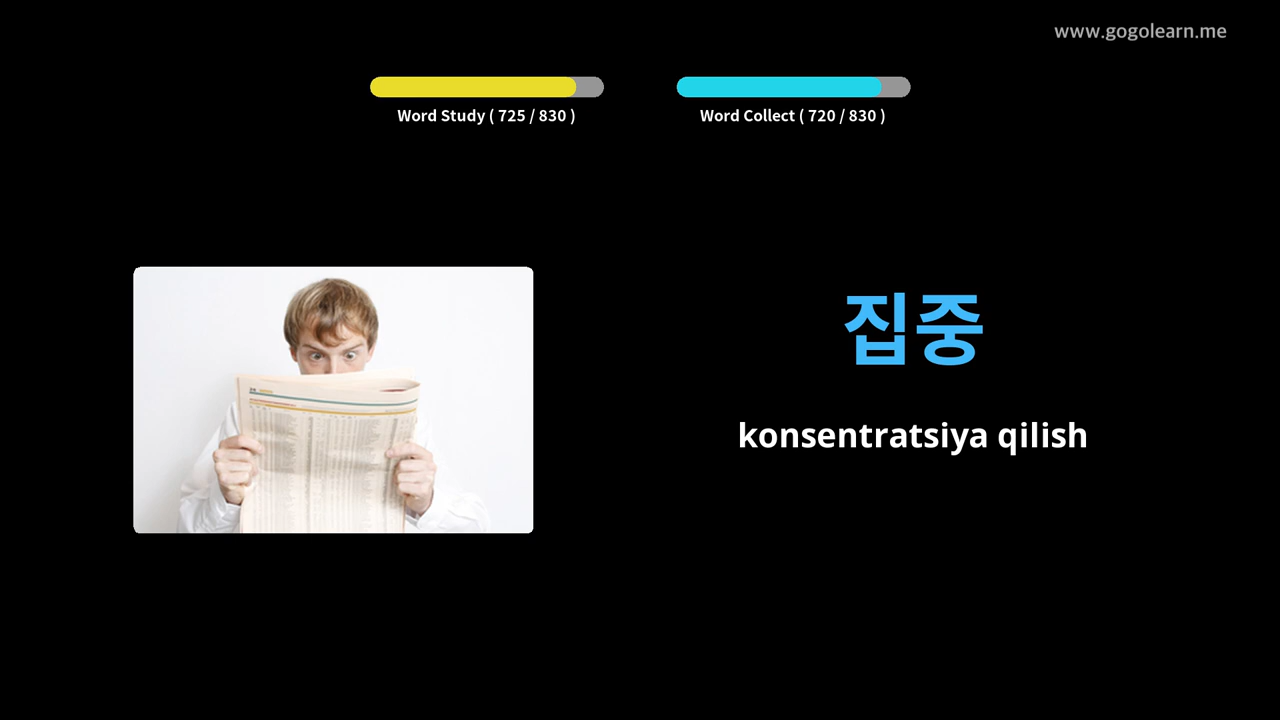 www.gogolearn.me
Word Study ( 725 / 830 )
Word Collect ( 720 / 830 )
집중
konsentratsiya qilish